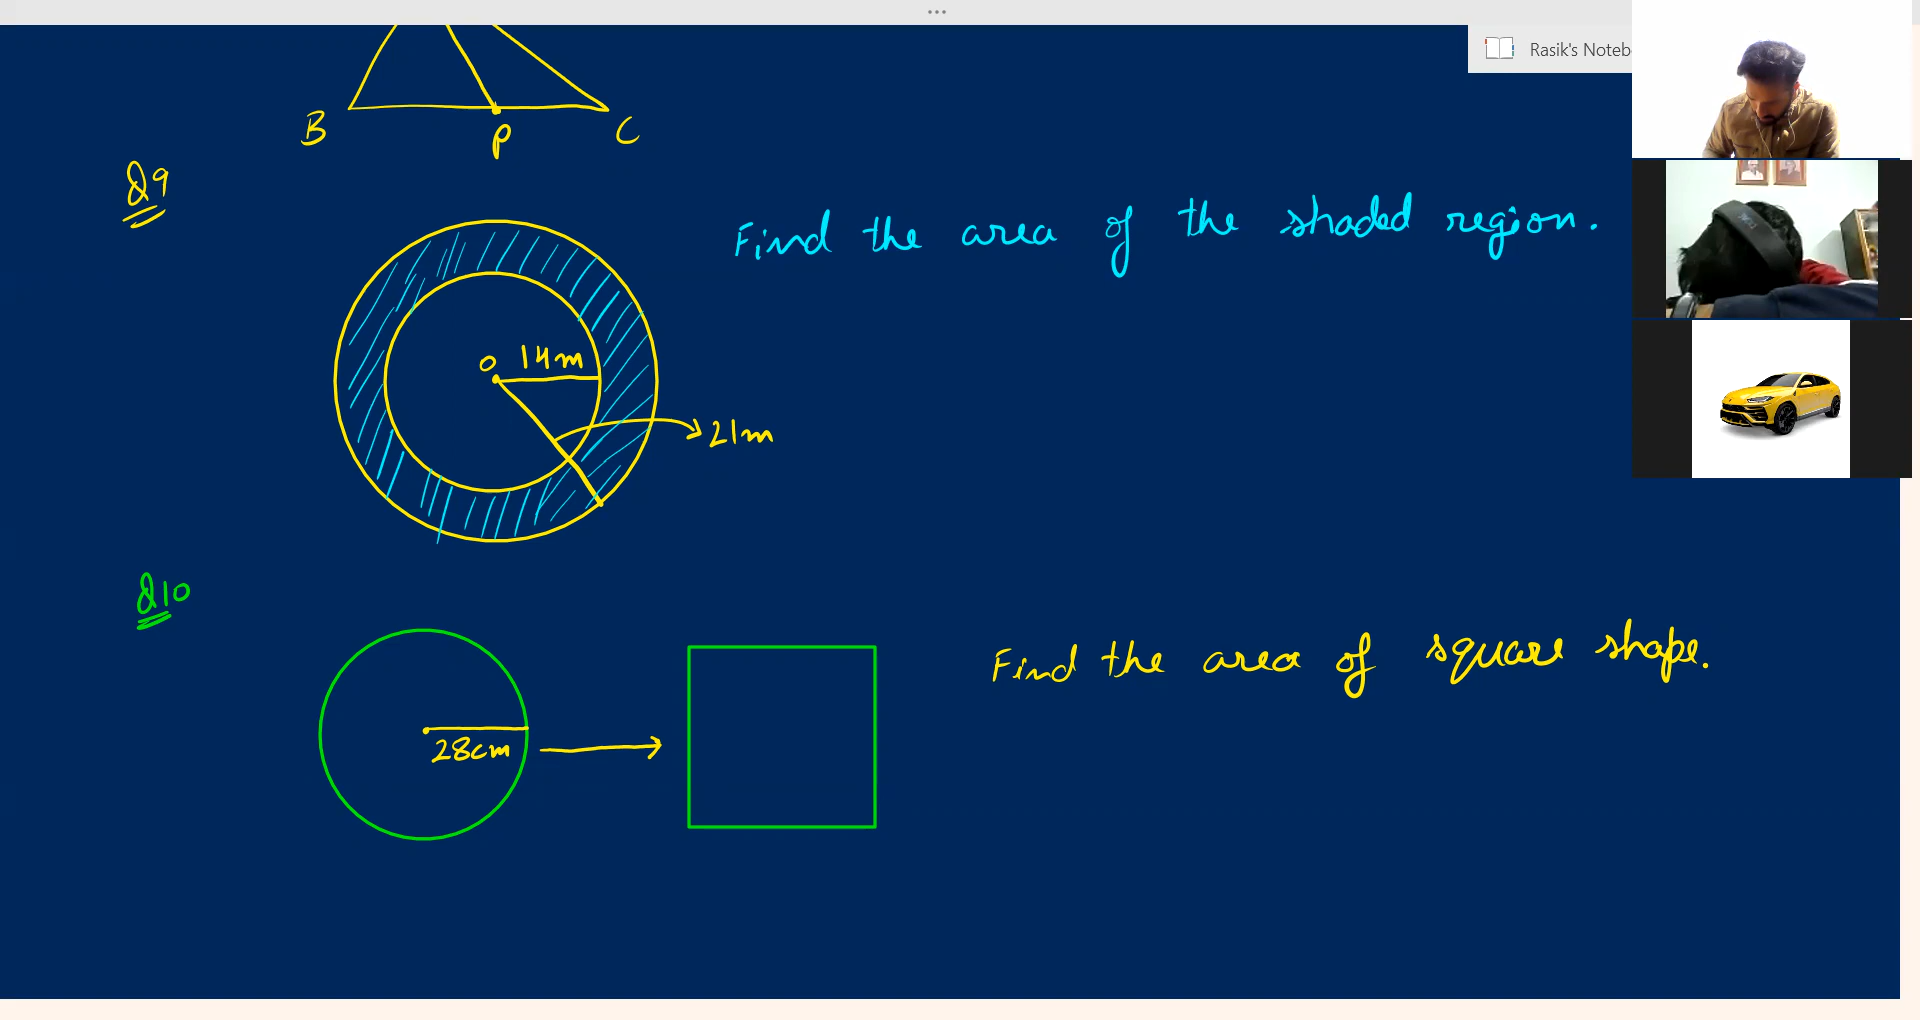 Rasik's Noteb
B
P
C
Q9
Find the area of the shaded region.
O
14m
21m
Q10
Find the area of square shape.
28cm